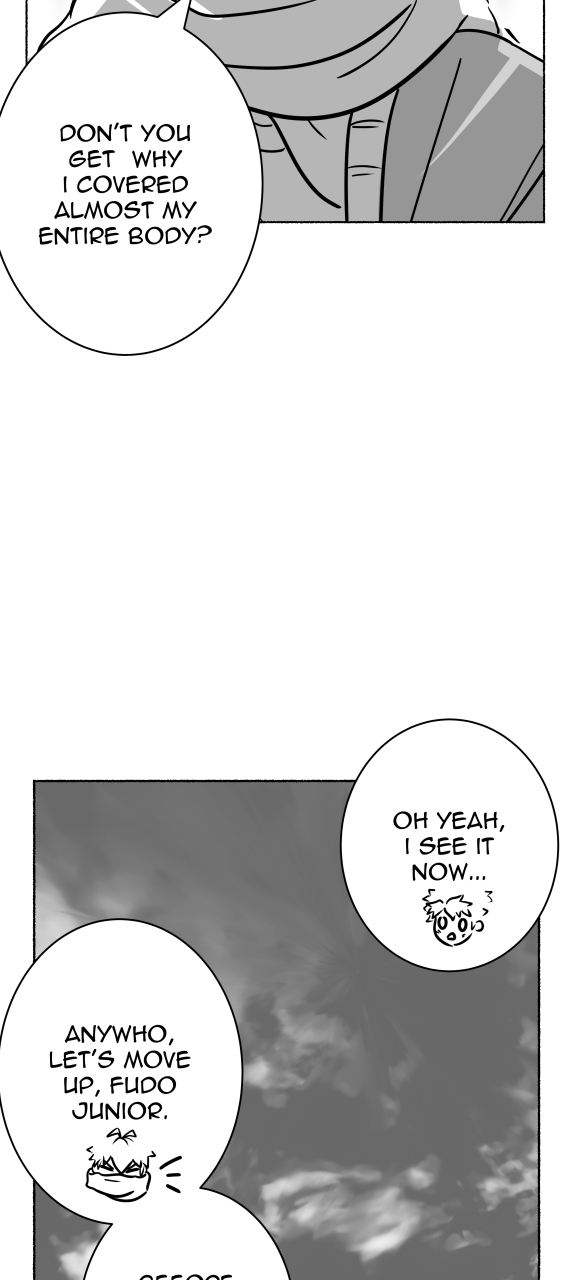 DON'T YOU
GET WHY
I COVERED
ALMOST MY
ENTIRE BODY?
OH YEAH,
I SEE IT
NOW...
ANYWHO,
LET'S MOVE
UP, FUDO
JUNIOR.